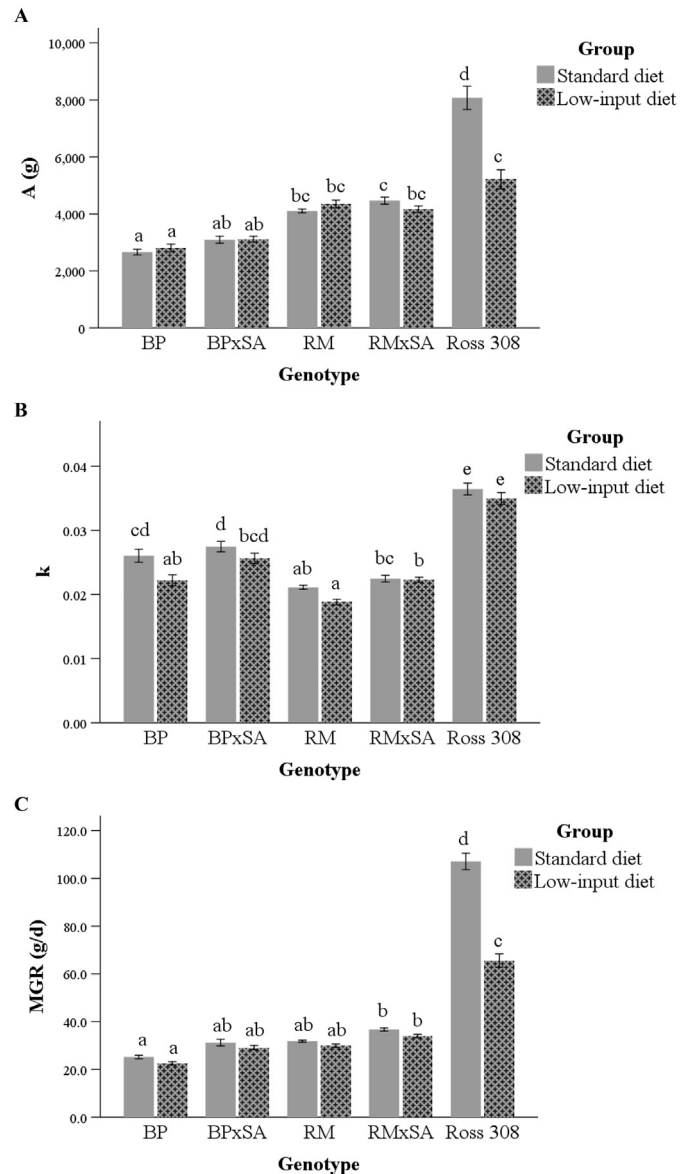 A
Group
Standard diet
Low-input diet
10,000
8,000
6,000
4,000
2,000
0
A (g)
a a ab ab bc bc c bc d c
BP BPxSA RM RMxSA Ross 308
Genotype
B
Group
Standard diet
Low-input diet
0.04
0.03
0.02
0.01
0.00
k
cd ab d bcd ab a bc b e e
BP BPxSA RM RMxSA Ross 308
Genotype
C
Group
Standard diet
Low-input diet
120.0
100.0
80.0
60.0
40.0
20.0
0.0
MGR (g/d)
a a ab ab ab ab b b d c
BP BPxSA RM RMxSA Ross 308
Genotype